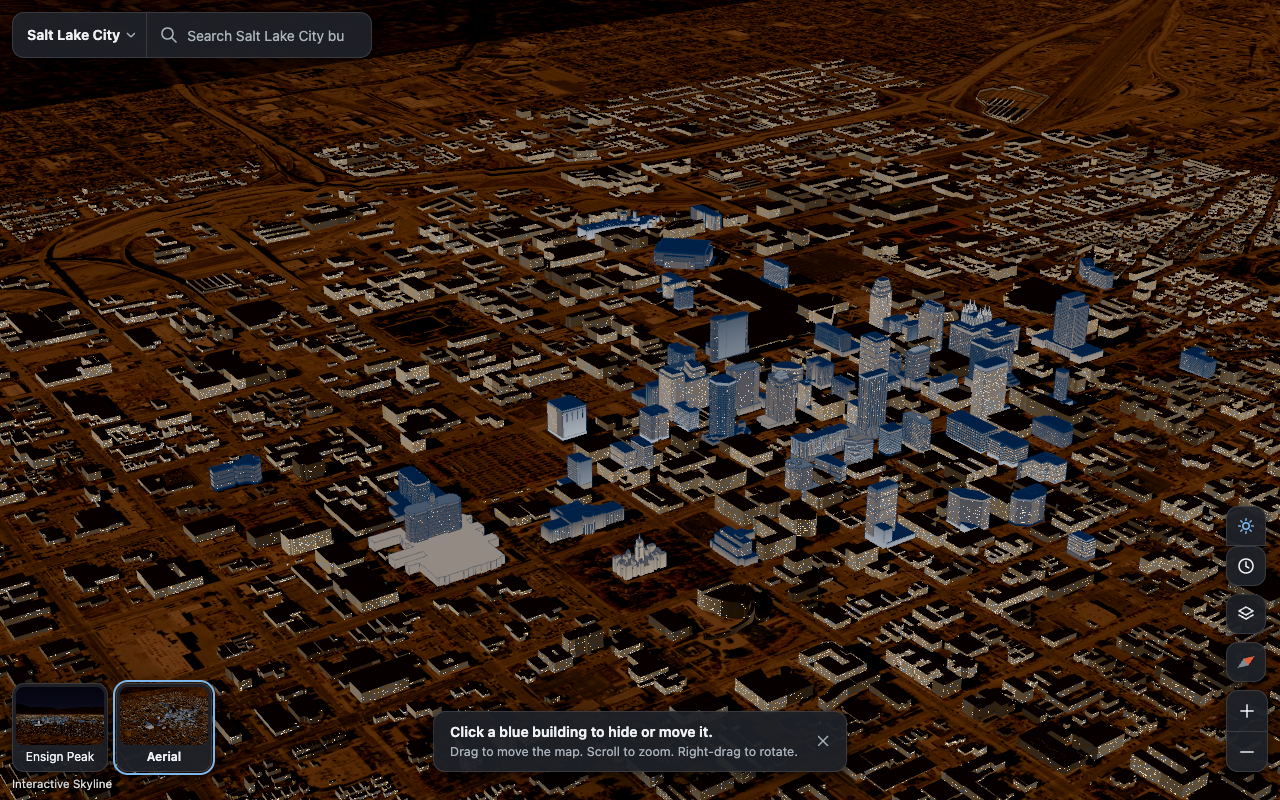 Salt Lake City
Search Salt Lake City bu
Click a blue building to hide or move it.
Drag to move the map. Scroll to zoom. Right-drag to rotate.
Ensign Peak
Aerial
Interactive Skyline